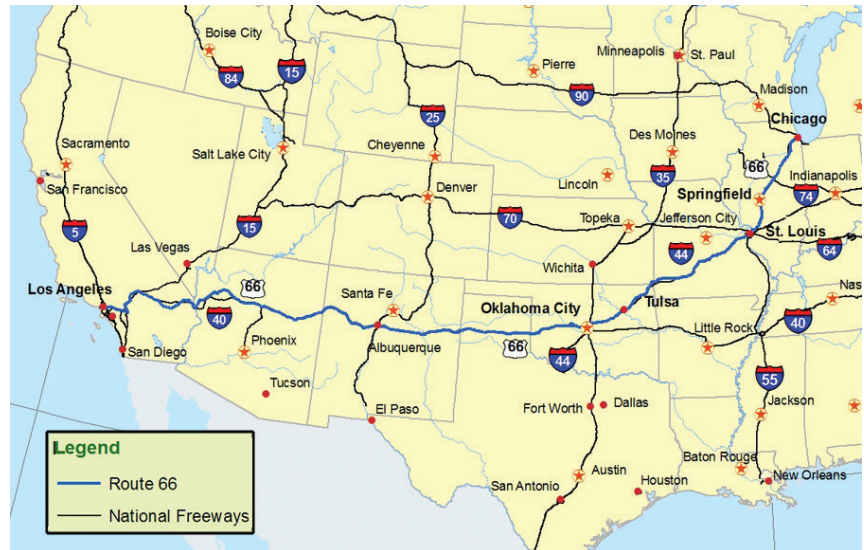 Boise City
84
15
Pierre
Minneapolis
St. Paul
90
Madison
Chicago
25
Sacramento
Salt Lake City
Cheyenne
Des Moines
66
San Francisco
Lincoln
35
Springfield
Indianapolis
74
Denver
5
15
70
Topeka
Jefferson City
St. Louis
64
Las Vegas
44
Wichita
Los Angeles
66
Santa Fe
Oklahoma City
Tulsa
Nas
40
Little Rock
40
San Diego
Phoenix
Albuquerque
66
44
55
Tucson
El Paso
Fort Worth
Dallas
Jackson
Legend
Route 66
National Freeways
Baton Rouge
Austin
San Antonio
Houston
New Orleans